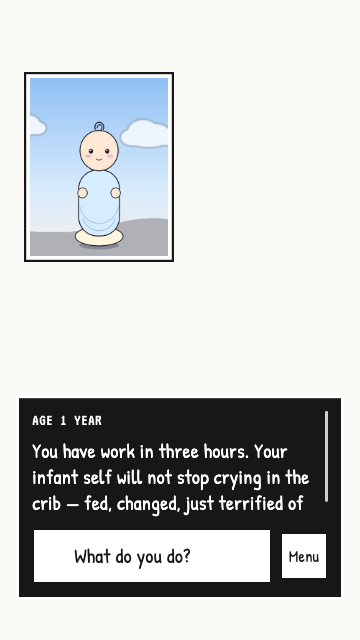 AGE 1 YEAR
You have work in three hours. Your
infant self will not stop crying in the
crib — fed, changed, just terrified of
What do you do?
Menu